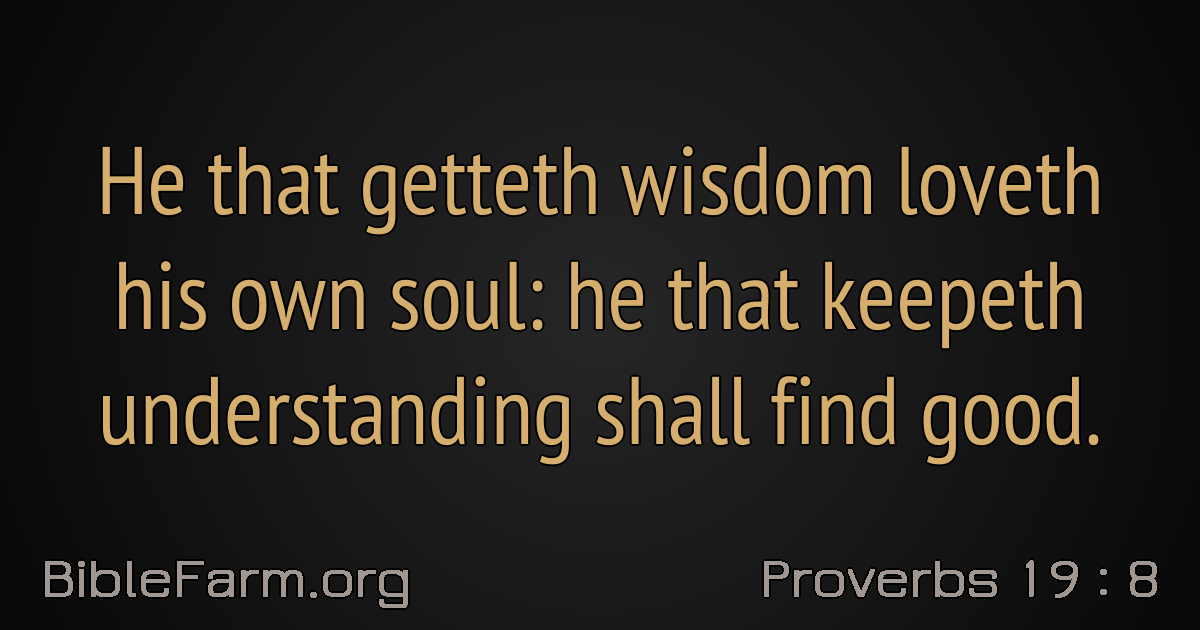 He that getteth wisdom loveth
his own soul: he that keepeth
understanding shall find good.
BibleFarm.org
Proverbs 19 : 8